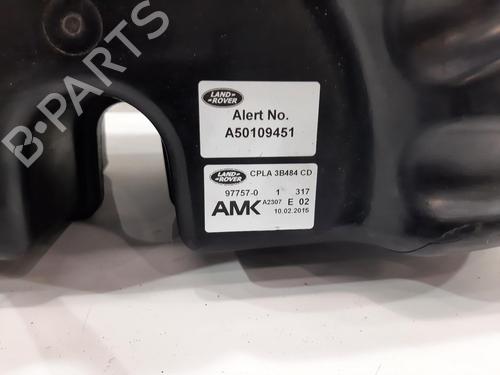 B-PARTS
LAND-
-ROVER
Alert No.
A50109451
LAND-
-ROVER
CPLA 3B484 CD
97757-0 1 317
AMK A2307 E 02
10.02.2015